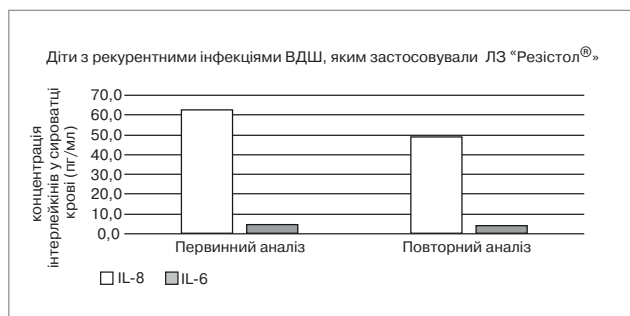 Діти з рекурентними інфекціями ВДШ, яким застосовували ЛЗ “Резістол®»
концентрація
інтерлейкінів у сироватці
крові (пг/мл)
70,0
60,0
50,0
40,0
30,0
20,0
10,0
0,0
Первинний аналіз
Повторний аналіз
IL-8
IL-6